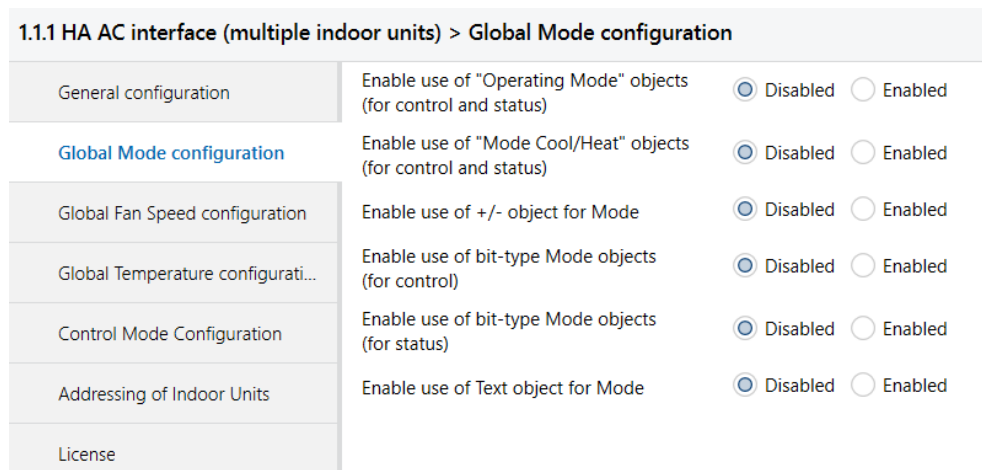 1.1.1 HA AC interface (multiple indoor units) > Global Mode configuration
General configuration
Global Mode configuration
Global Fan Speed configuration
Global Temperature configurati...
Control Mode Configuration
Addressing of Indoor Units
License
Enable use of "Operating Mode" objects
(for control and status)
Disabled Enabled
Enable use of "Mode Cool/Heat" objects
(for control and status)
Disabled Enabled
Enable use of +/- object for Mode
Disabled Enabled
Enable use of bit-type Mode objects
(for control)
Disabled Enabled
Enable use of bit-type Mode objects
(for status)
Disabled Enabled
Enable use of Text object for Mode
Disabled Enabled